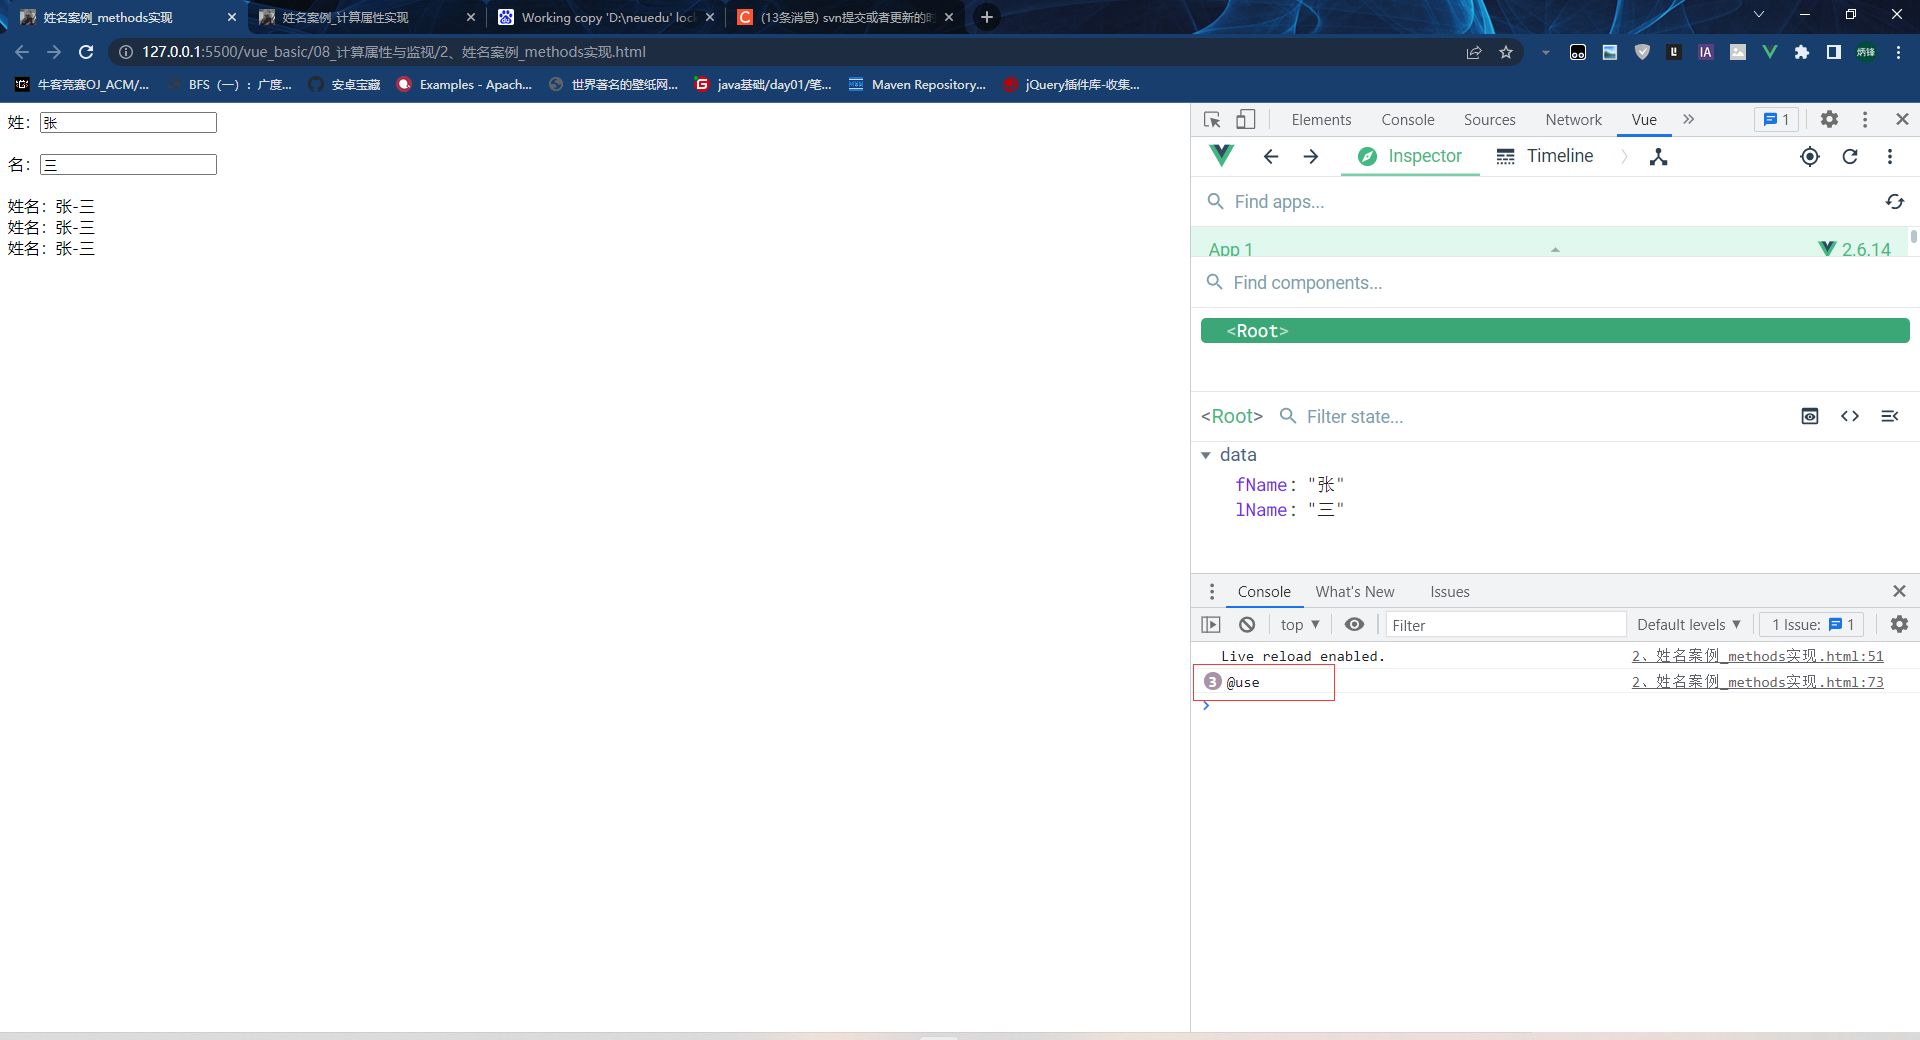 姓名案例_methods实现
姓名案例_计算属性实现
Working copy 'D:\neuedu' loc
(13条消息) svn提交或者更新的时
127.0.0.1:5500/vue_basic/08_计算属性与监视/2、姓名案例_methods实现.html
牛客竞赛OJ_ACM/...
BFS（一）：广度...
安卓宝藏
Examples - Apach...
世界著名的壁纸网...
java基础/day01/笔...
Maven Repository...
jQuery插件库-收集...
姓：张
名：三
姓名：张-三
姓名：张-三
姓名：张-三
Elements Console Sources Network Vue 1
Inspector Timeline
Find apps...
App 1 2.6.14
Find components...
<Root>
<Root> Filter state...
data
fName: "张"
lName: "三"
Console What's New Issues
top Filter Default levels 1 Issue: 1
Live reload enabled. 2、姓名案例_methods实现.html:51
3 @use 2、姓名案例_methods实现.html:73